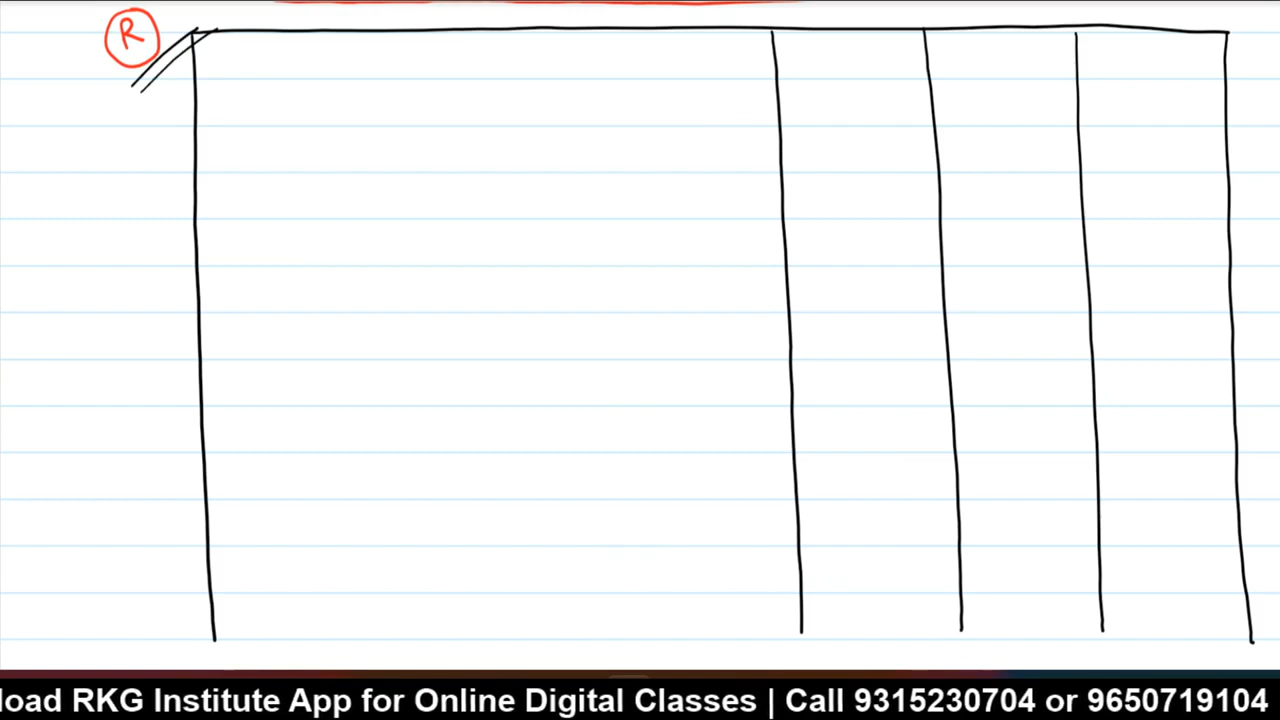 R
load RKG Institute App for Online Digital Classes | Call 9315230704 or 9650719104